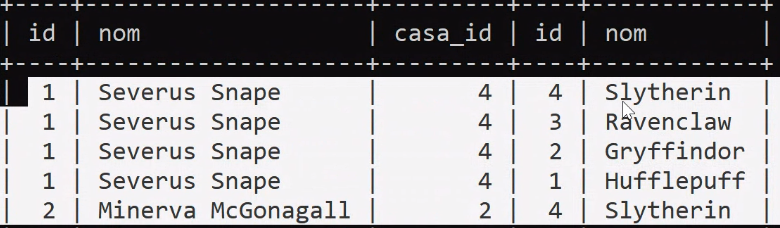 +----+--------------------+---------+----+------------+
| id | nom                | casa_id | id | nom        |
+----+--------------------+---------+----+------------+
| 1 | Severus Snape      |       4 |  4 | Slytherin  |
| 1 | Severus Snape      |       4 |  3 | Ravenclaw  |
| 1 | Severus Snape      |       4 |  2 | Gryffindor |
| 1 | Severus Snape      |       4 |  1 | Hufflepuff |
| 2 | Minerva McGonagall |       2 |  4 | Slytherin  |